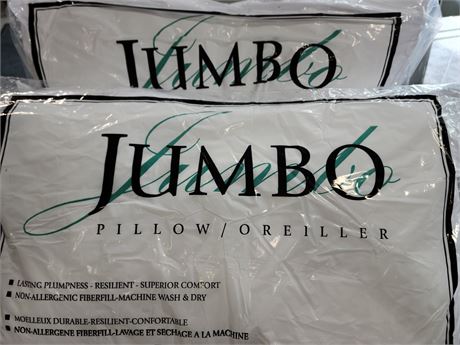 JUMBO
Jumbo
JUMBO
Jumbo
PILLOW/OREILLER
LASTING PLUMPNESS - RESILIENT - SUPERIOR COMFORT
NON-ALLERGENIC FIBERFILL-MACHINE WASH & DRY
MOELLEUX DURABLE-RESILIENT-CONFORTABLE
NON-ALLERGENE FIBERFILL-LAVAGE ET SECHAGE A LA MACHINE